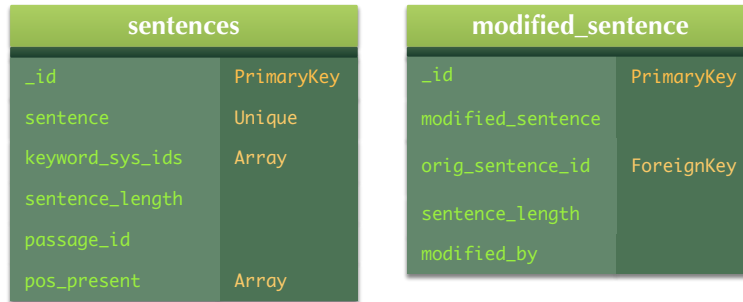 sentences
_id PrimaryKey
sentence Unique
keyword_sys_ids Array
sentence_length
passage_id
pos_present Array
modified_sentence
_id PrimaryKey
modified_sentence
orig_sentence_id ForeignKey
sentence_length
modified_by